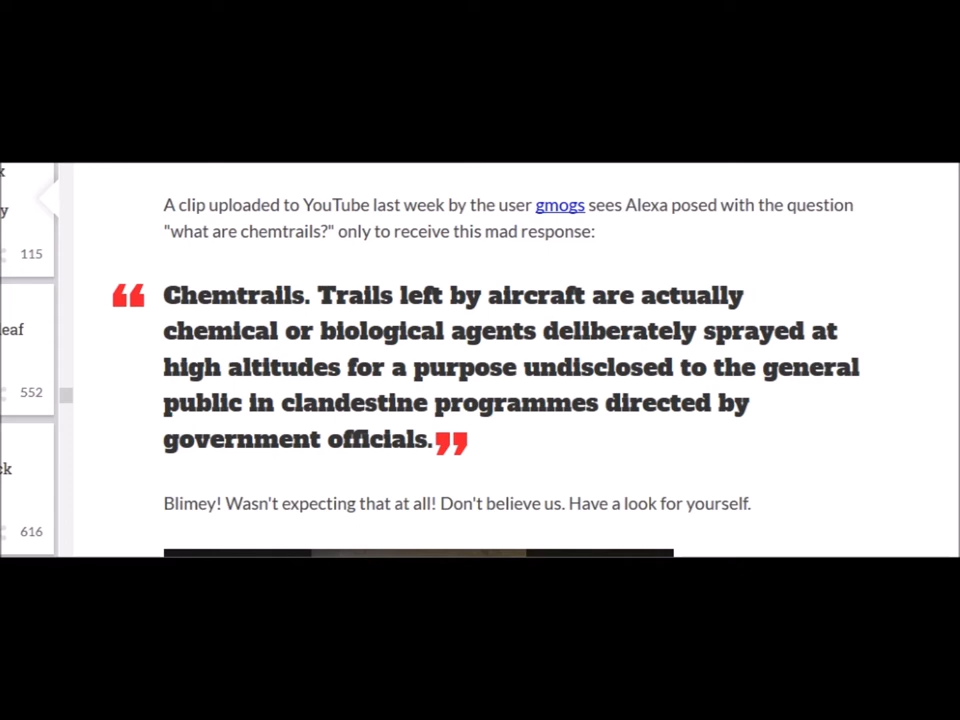 x
y
115
leaf
552
ck
616
A clip uploaded to YouTube last week by the user gmogs sees Alexa posed with the question
"what are chemtrails?" only to receive this mad response:
“ Chemtrails. Trails left by aircraft are actually
chemical or biological agents deliberately sprayed at
high altitudes for a purpose undisclosed to the general
public in clandestine programmes directed by
government officials.”
Blimey! Wasn't expecting that at all! Don't believe us. Have a look for yourself.